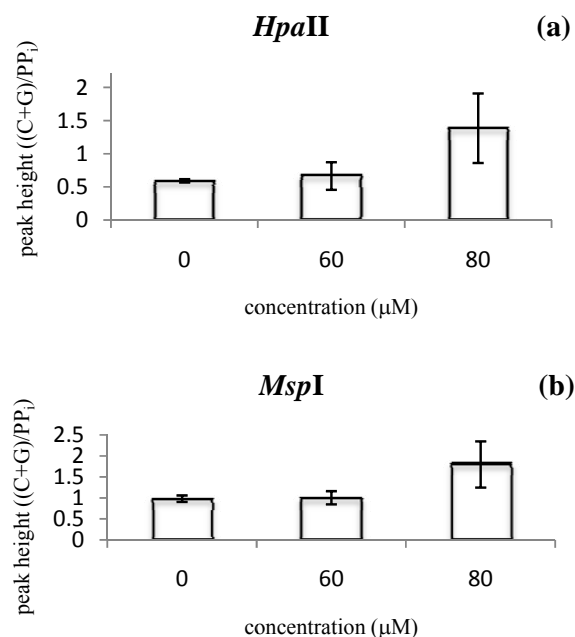 HpaII (a)
peak height ((C+G)/PPi)
2
1.5
1
0.5
0
0 60 80
concentration (μM)
MspI (b)
peak height ((C+G)/PPi)
2.5
2
1.5
1
0.5
0
0 60 80
concentration (μM)